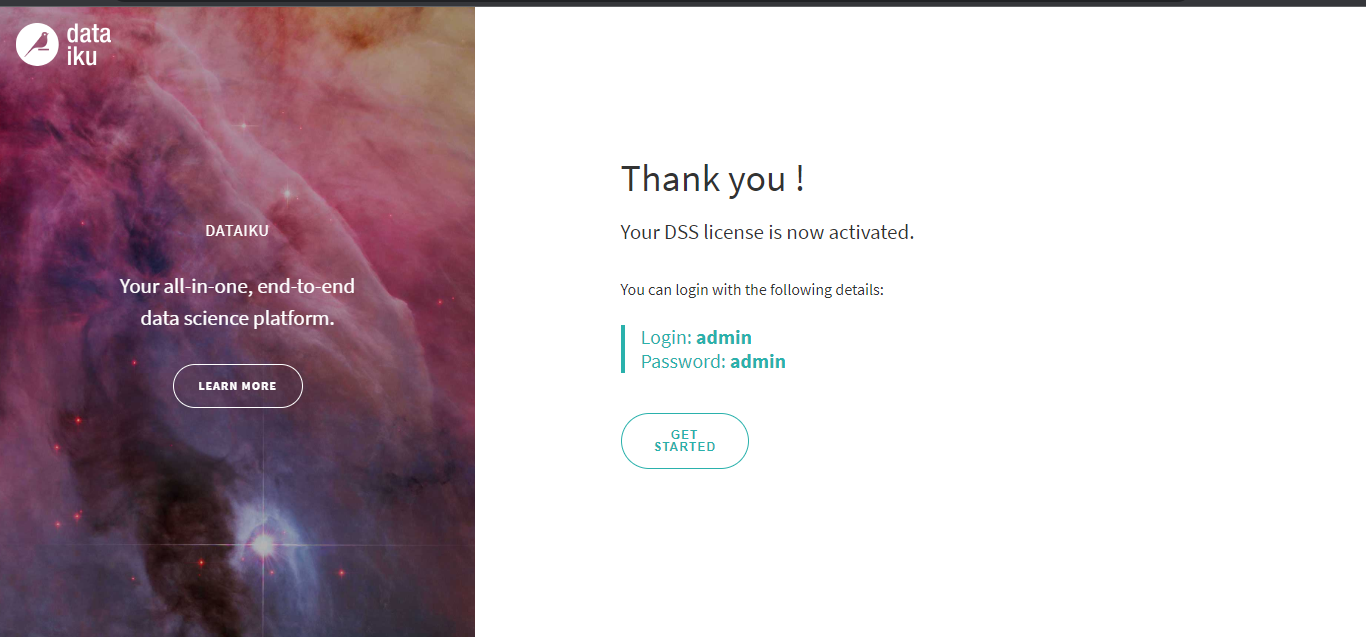 data
iku
DATAIKU
Your all-in-one, end-to-end
data science platform.
LEARN MORE
Thank you !
Your DSS license is now activated.
You can login with the following details:
Login: admin
Password: admin
GET
STARTED